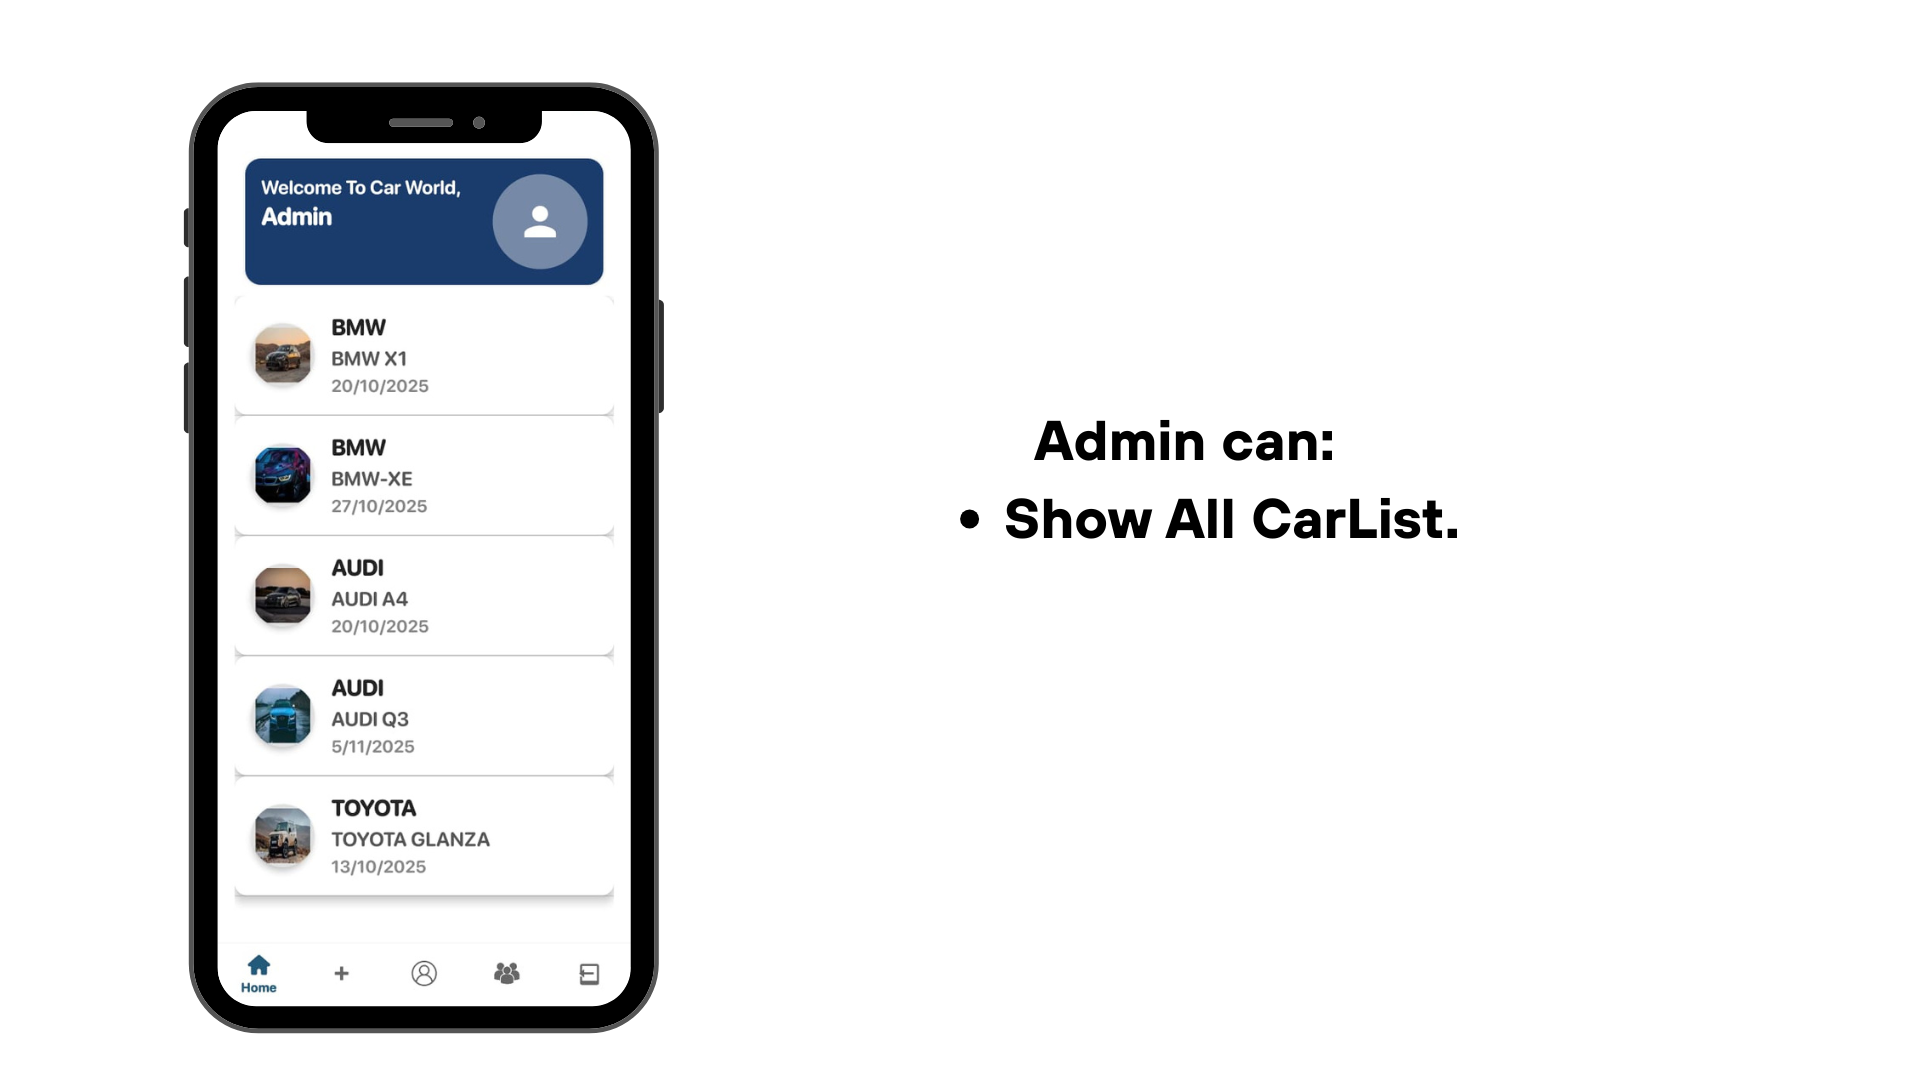 Welcome To Car World,
Admin
BMW
BMW X1
20/10/2025
BMW
BMW-XE
27/10/2025
AUDI
AUDI A4
20/10/2025
AUDI
AUDI Q3
5/11/2025
TOYOTA
TOYOTA GLANZA
13/10/2025
Home
Admin can:
• Show All CarList.